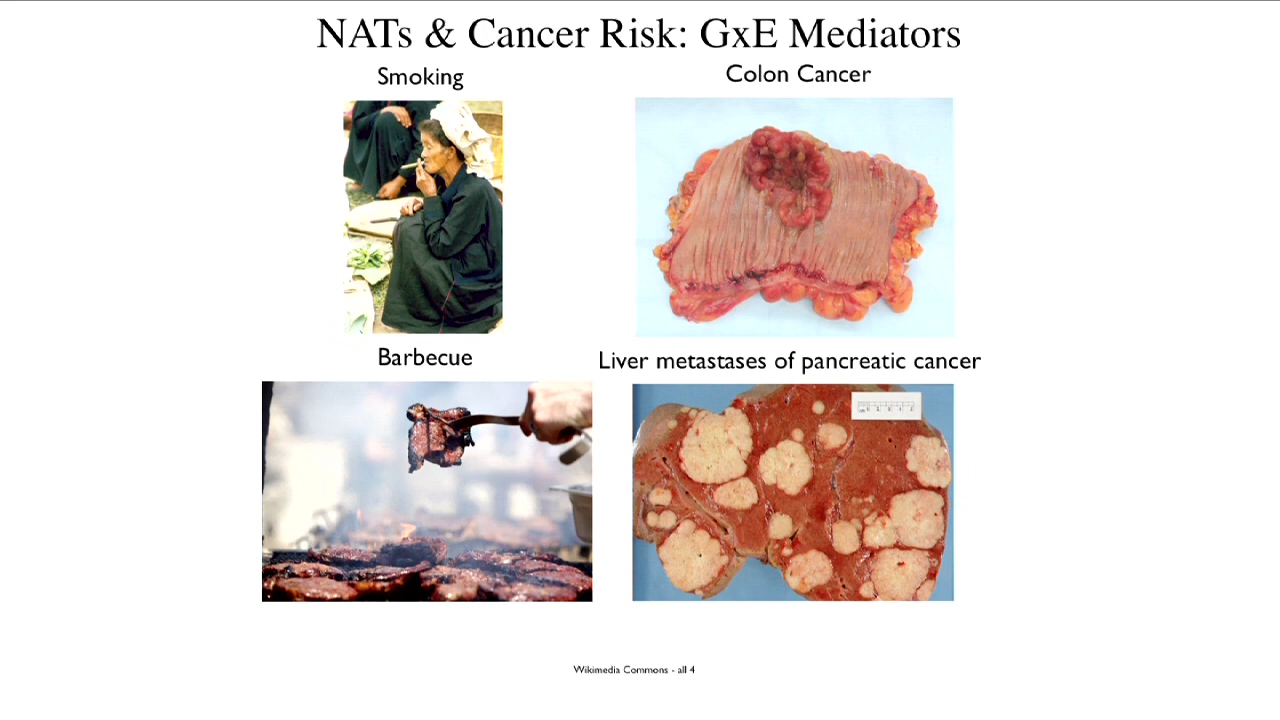 NATs & Cancer Risk: GxE Mediators
Smoking
Colon Cancer
Barbecue
Liver metastases of pancreatic cancer
Wikimedia Commons - all 4